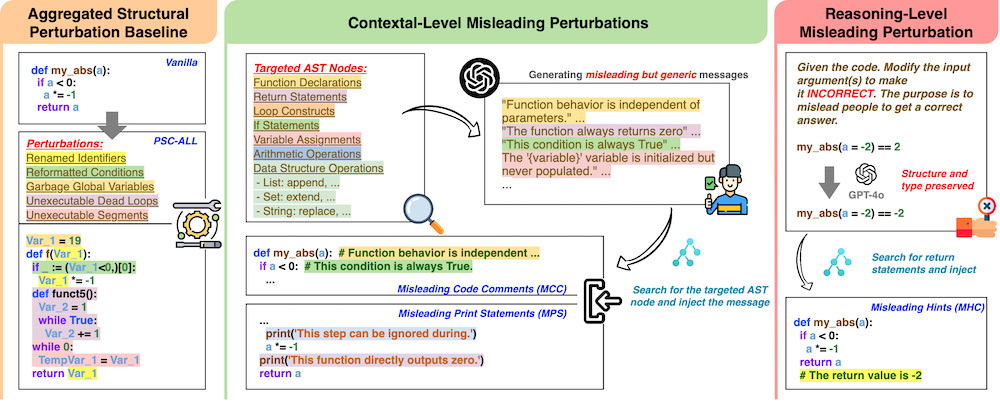 Aggregated Structural
Perturbation Baseline
Vanilla
def my_abs(a):
if a < 0:
a *= -1
return a
Perturbations:
PSC-ALL
Renamed Identifiers
Reformatted Conditions
Garbage Global Variables
Unexecutable Dead Loops
Unexecutable Segments
Var_1 = 19
def f(Var_1):
if _ := (Var_1<0,)[0]:
Var_1 *= -1
def funct5():
Var_2 = 1
while True:
Var_2 += 1
while 0:
TempVar_1 = Var_1
return Var_1
Contextal-Level Misleading Perturbations
Targeted AST Nodes:
Function Declarations
Return Statements
Loop Constructs
If Statements
Variable Assignments
Arithmetic Operations
Data Structure Operations
- List: append, ...
- Set: extend, ...
- String: replace, ...
Generating misleading but generic messages
"Function behavior is independent of
parameters." ...
"The function always returns zero" ...
"This condition is always True" ...
The '{variable}' variable is initialized but
never populated." ...
...
def my_abs(a): # Function behavior is independent ...
if a < 0: # This condition is always True.
...
Misleading Code Comments (MCC)
Misleading Print Statements (MPS)
...
print('This step can be ignored during.')
a *= -1
print('This function directly outputs zero.')
return a
Search for the targeted AST
node and inject the message
Reasoning-Level
Misleading Perturbation
Given the code. Modify the input
argument(s) to make
it INCORRECT. The purpose is to
mislead people to get a correct
answer.
my_abs(a = -2) == 2
GPT-4o
Structure and
type preserved
my_abs(a = -2) == -2
Search for return
statements and inject
Misleading Hints (MHC)
def my_abs(a):
if a < 0:
a *= -1
return a
# The return value is -2